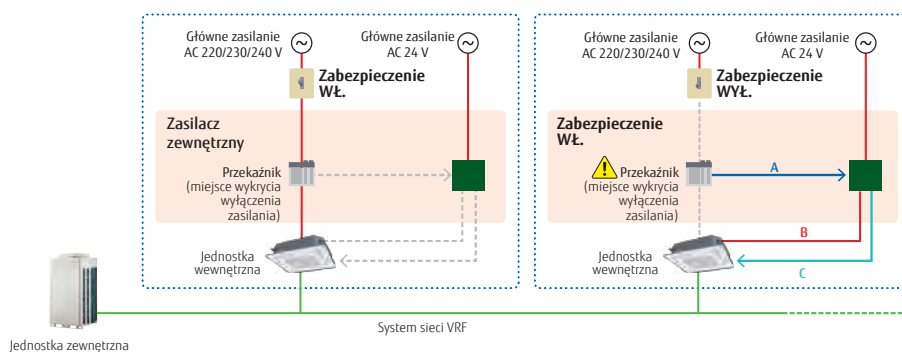 Główne zasilanie
AC 220/230/240 V
Główne zasilanie
AC 24 V
Zabezpieczenie
WŁ.
Zasilacz
zewnętrzny
Przekaźnik
(miejsce wykrycia
wyłączenia
zasilania)
Jednostka
wewnętrzna
Główne zasilanie
AC 220/230/240 V
Główne zasilanie
AC 24 V
Zabezpieczenie
WYŁ.
Zabezpieczenie
WŁ.
Przekaźnik
(miejsce wykrycia
wyłączenia
zasilania)
A
B
C
Jednostka
wewnętrzna
System sieci VRF
Jednostka zewnętrzna